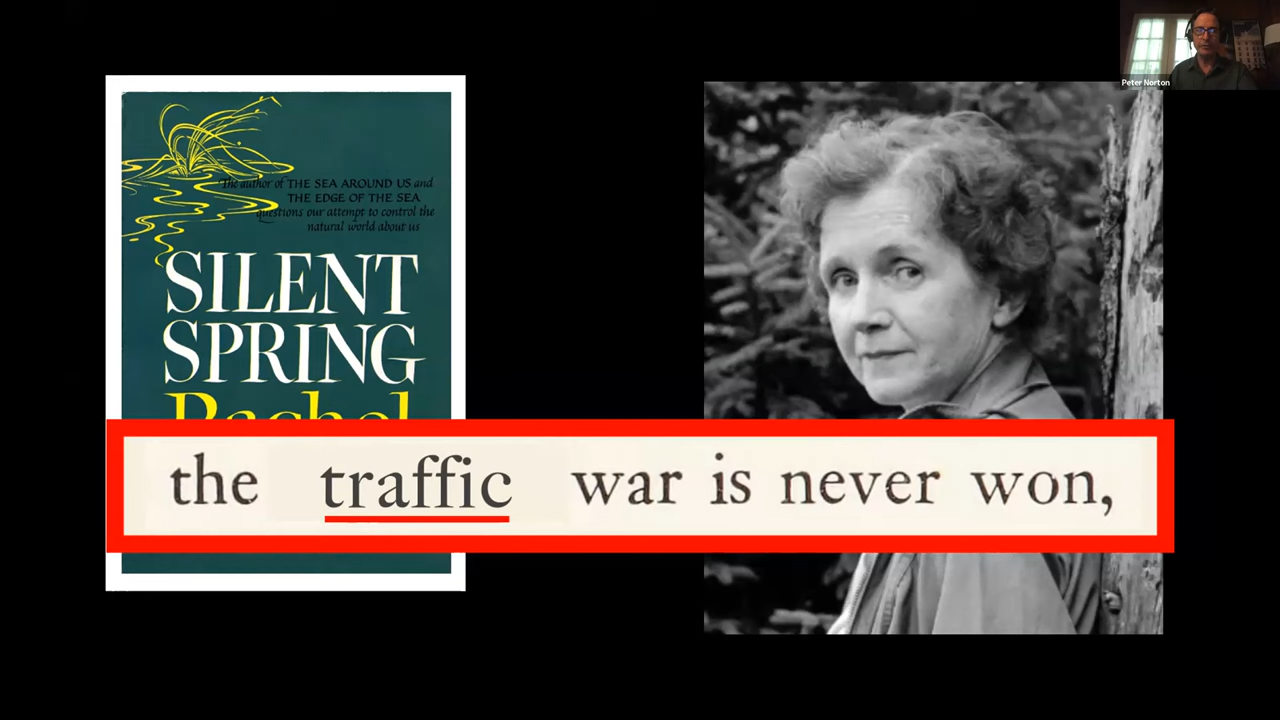 Peter Norton
The author of THE SEA AROUND US and
THE EDGE OF THE SEA
questions our attempt to control the
natural world about us
SILENT
SPRING
Rachel
the traffic war is never won,